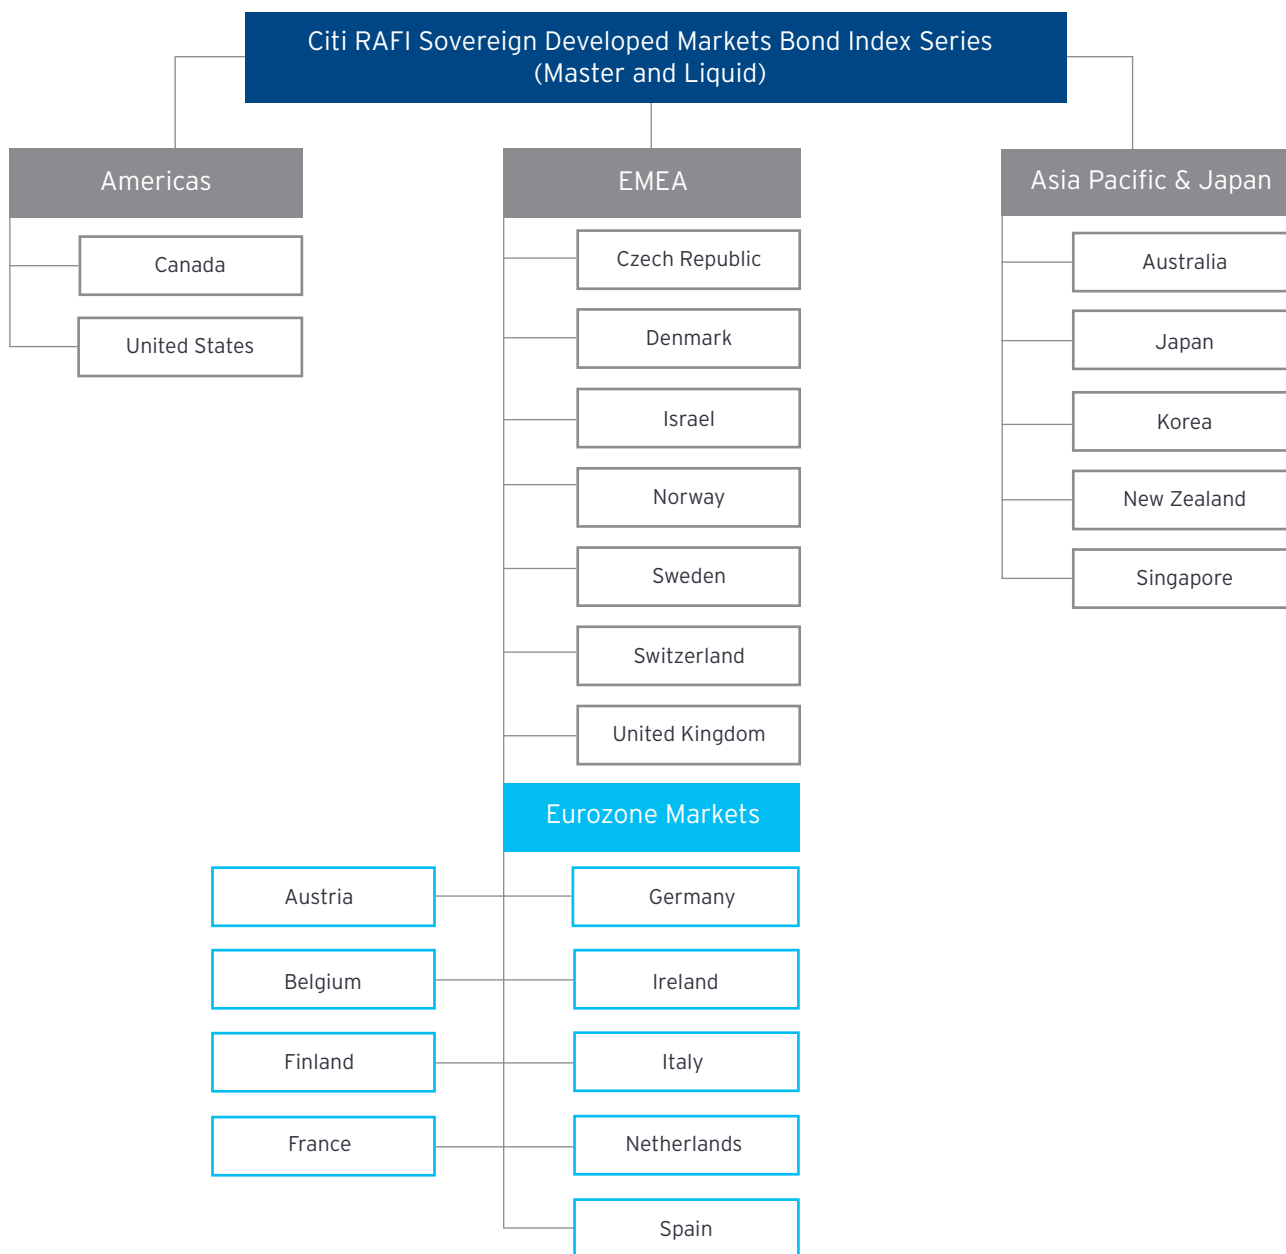 Citi RAFI Sovereign Developed Markets Bond Index Series
(Master and Liquid)
Americas
Canada
United States
EMEA
Czech Republic
Denmark
Israel
Norway
Sweden
Switzerland
United Kingdom
Eurozone Markets
Austria
Belgium
Finland
France
Germany
Ireland
Italy
Netherlands
Spain
Asia Pacific & Japan
Australia
Japan
Korea
New Zealand
Singapore